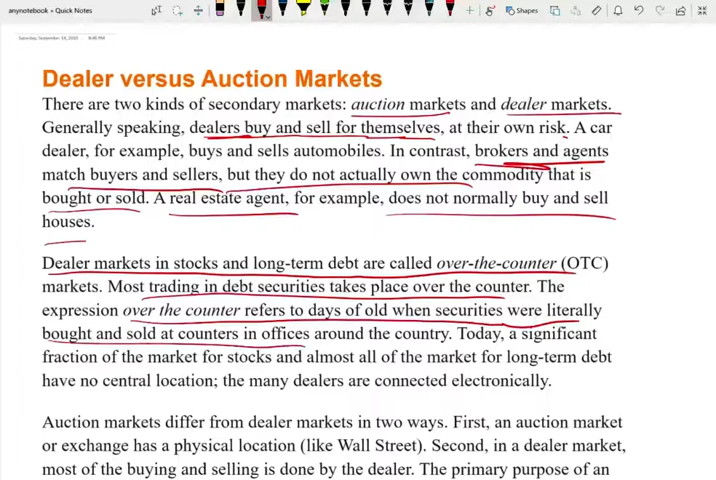 anynotebook » Quick Notes
Shapes
Dealer versus Auction Markets
There are two kinds of secondary markets: auction markets and dealer markets.
Generally speaking, dealers buy and sell for themselves, at their own risk. A car
dealer, for example, buys and sells automobiles. In contrast, brokers and agents
match buyers and sellers, but they do not actually own the commodity that is
bought or sold. A real estate agent, for example, does not normally buy and sell
houses.
Dealer markets in stocks and long-term debt are called over-the-counter (OTC)
markets. Most trading in debt securities takes place over the counter. The
expression over the counter refers to days of old when securities were literally
bought and sold at counters in offices around the country. Today, a significant
fraction of the market for stocks and almost all of the market for long-term debt
have no central location; the many dealers are connected electronically.
Auction markets differ from dealer markets in two ways. First, an auction market
or exchange has a physical location (like Wall Street). Second, in a dealer market,
most of the buying and selling is done by the dealer. The primary purpose of an